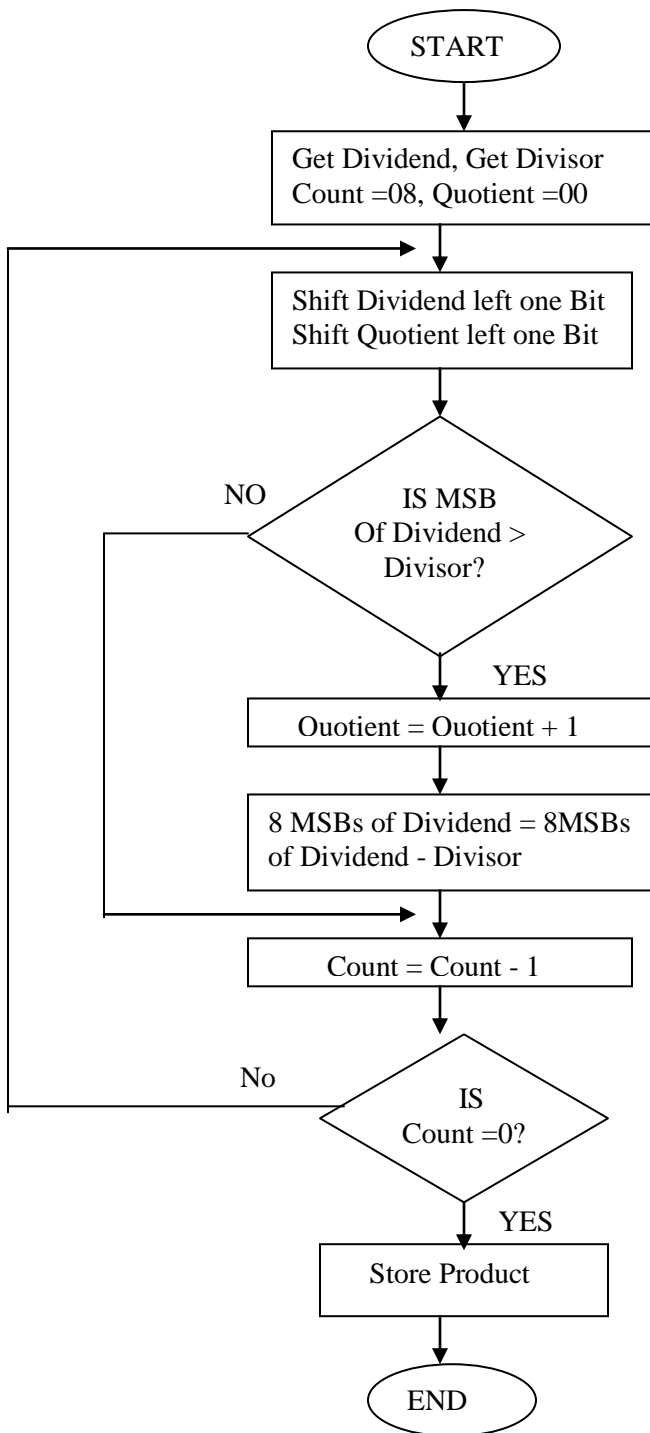 START
Get Dividend, Get Divisor
Count =08, Quotient =00
Shift Dividend left one Bit
Shift Quotient left one Bit
NO
IS MSB
Of Dividend >
Divisor?
YES
Ouotient = Ouotient + 1
8 MSBs of Dividend = 8MSBs
of Dividend - Divisor
Count = Count - 1
No
IS
Count =0?
YES
Store Product
END